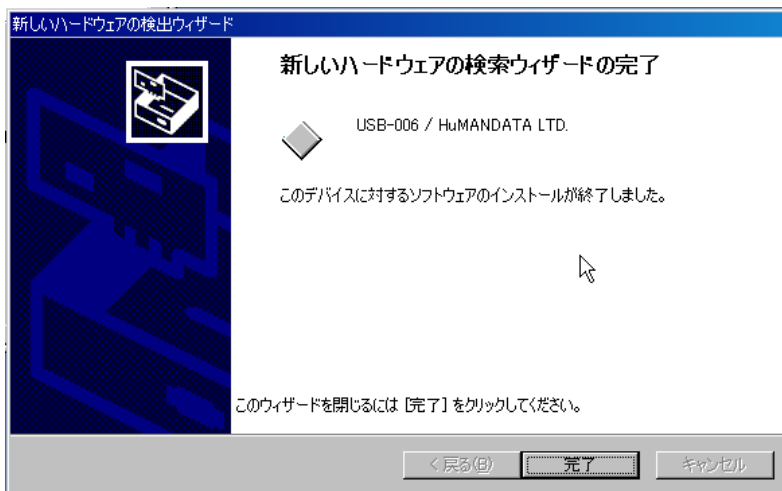 新しいハードウェアの検出ウィザード
新しいハードウェアの検索ウィザードの完了
USB-006 / HuMANDATA LTD.
このデバイスに対するソフトウェアのインストールが終了しました。
このウィザードを閉じるには [完了] をクリックしてください。
< 戻る(B)
完了
キャンセル